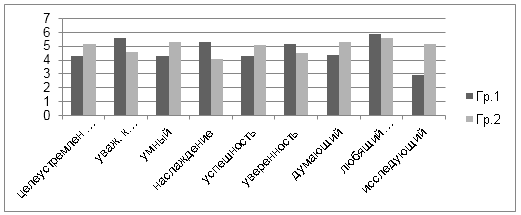 7
6
5
4
3
2
1
0
целеустремлен ...
уваж. к...
умный
наслаждение
успешность
уверенность
думающий
любящий ...
исследующий
Гр.1
Гр.2